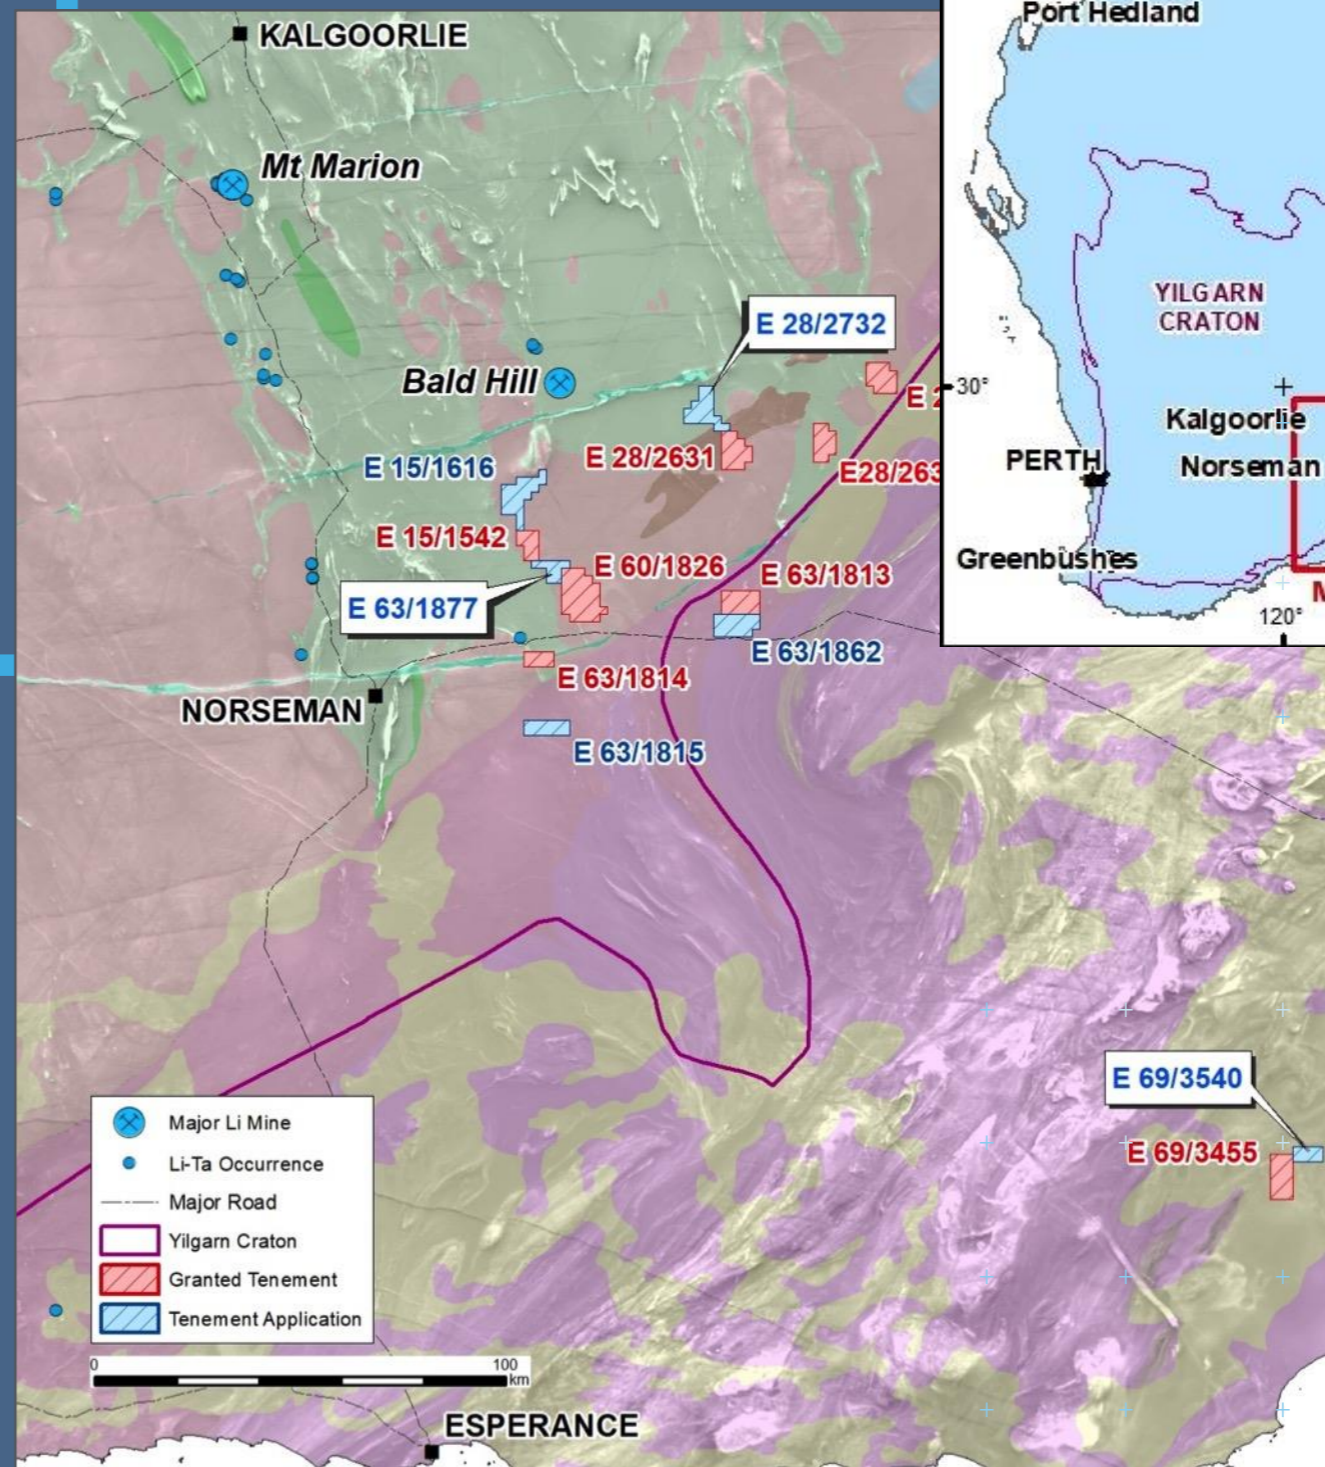 KALGOORLIE
Mt Marion
Bald Hill
E 28/2732
E 2
E 15/1616
E 28/2631
E28/263
E 15/1542
E 60/1826
E 63/1813
E 63/1877
E 63/1862
E 63/1814
NORSEMAN
E 63/1815
E 69/3540
E 69/3455
Major Li Mine
Li-Ta Occurrence
Major Road
Yilgarn Craton
Granted Tenement
Tenement Application
0 100
km
ESPERANCE
Port Hedland
YILGARN
CRATON
30°
Kalgoorlie
PERTH
Norseman
Greenbushes
M
120°